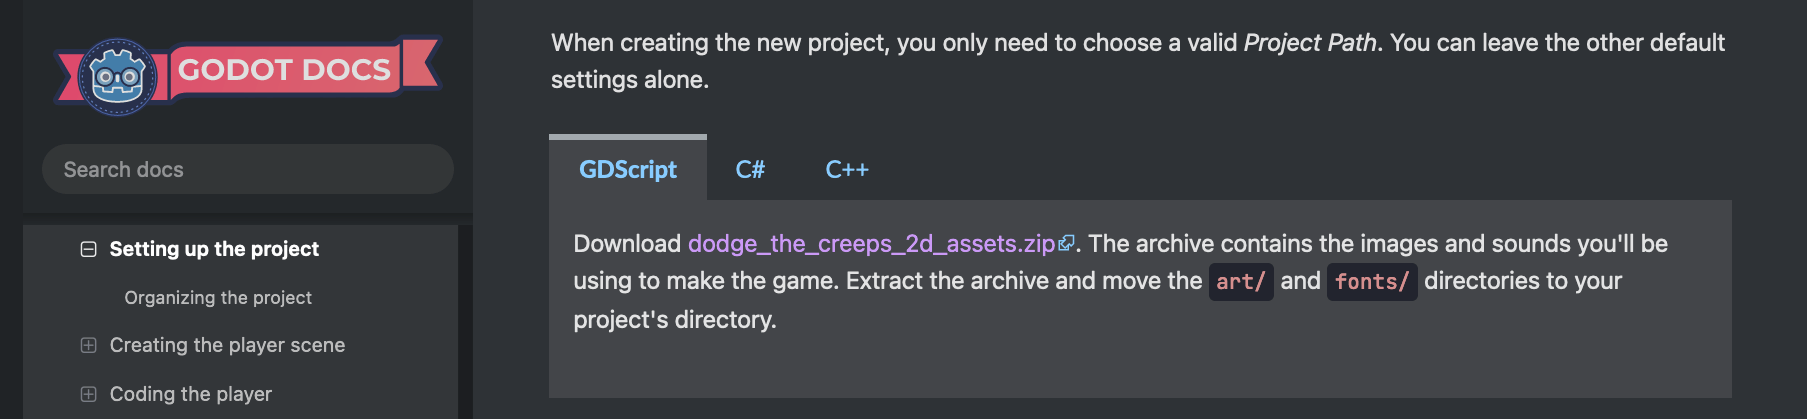 GODOT DOCS
Search docs
Setting up the project
Organizing the project
Creating the player scene
Coding the player
When creating the new project, you only need to choose a valid Project Path. You can leave the other default
settings alone.
GDScript C# C++
Download dodge_the_creeps_2d_assets.zip. The archive contains the images and sounds you'll be
using to make the game. Extract the archive and move the art/ and fonts/ directories to your
project's directory.